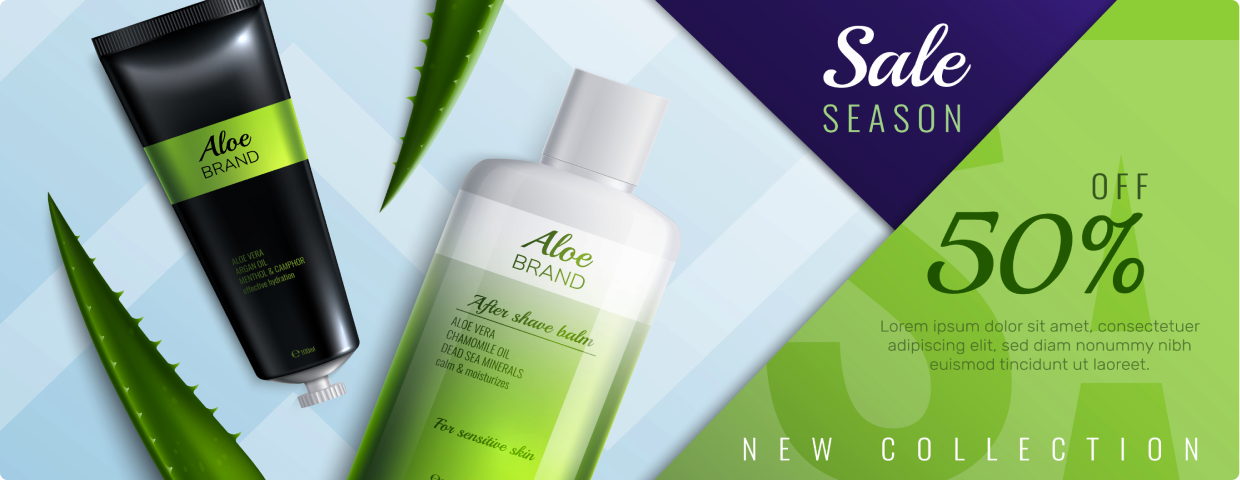 Aloe
BRAND
ALOE VERA
ARGAN OIL
MENTHOL & CAMPHOR
effective hydration
℮ 100ml
Aloe
BRAND
After shave balm
ALOE VERA
CHAMOMILE OIL
DEAD SEA MINERALS
calm & moisturizes
For sensitive skin
Sale
SEASON
OFF
50%
Lorem ipsum dolor sit amet, consectetuer
adipiscing elit, sed diam nonummy nibh
euismod tincidunt ut laoreet.
NEW COLLECTION